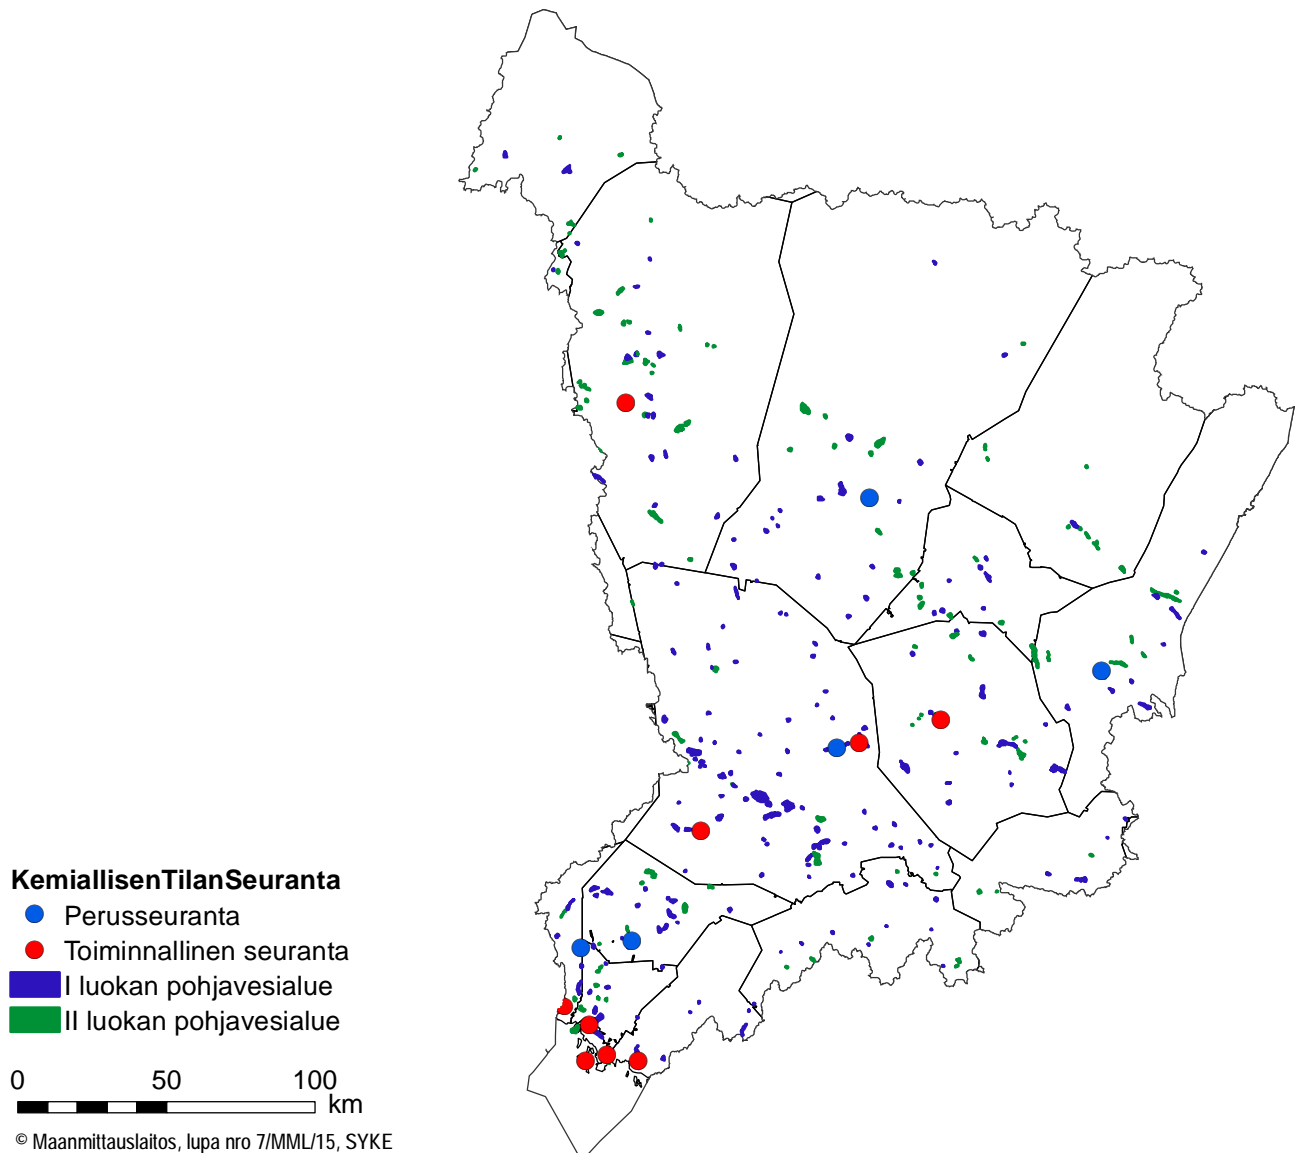 KemiallisenTilanSeuranta
Perusseuranta
Toiminnallinen seuranta
I luokan pohjavesialue
II luokan pohjavesialue
0 50 100
km
© Maanmittauslaitos, lupa nro 7/MML/15, SYKE